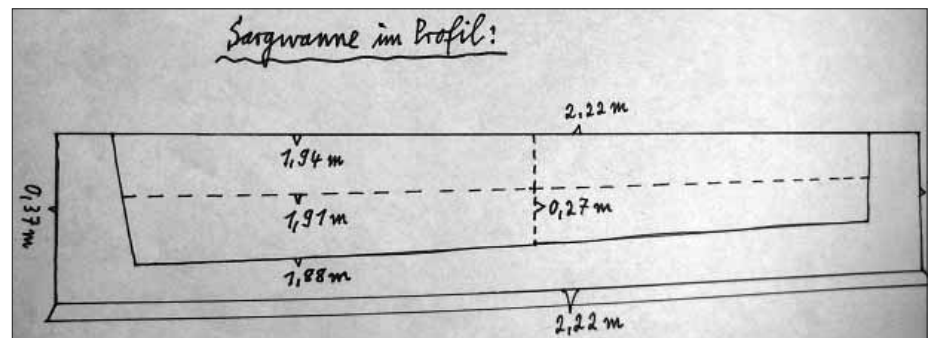 Sargwanne im Profil:
2,22 m
1,94 m
0,37 m
1,91 m
>0,27 m
1,88 m
2,22 m